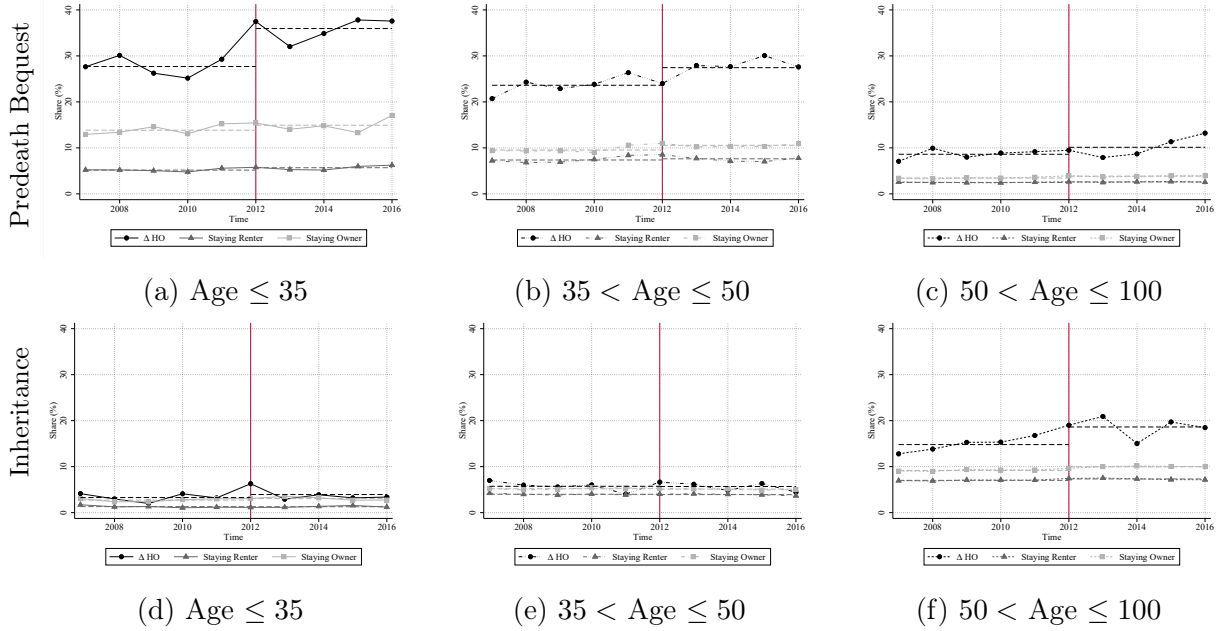 Predeath Bequest
Share (%)
0 10 20 30 40
2008 2010 2012 2014 2016
Time
Δ HO Staying Renter Staying Owner
(a) Age ≤ 35
Share (%)
0 10 20 30 40
2008 2010 2012 2014 2016
Time
Δ HO Staying Renter Staying Owner
(b) 35 < Age ≤ 50
Share (%)
0 10 20 30 40
2008 2010 2012 2014 2016
Time
Δ HO Staying Renter Staying Owner
(c) 50 < Age ≤ 100
Inheritance
Share (%)
0 10 20 30 40
2008 2010 2012 2014 2016
Time
Δ HO Staying Renter Staying Owner
(d) Age ≤ 35
Share (%)
0 10 20 30 40
2008 2010 2012 2014 2016
Time
Δ HO Staying Renter Staying Owner
(e) 35 < Age ≤ 50
Share (%)
0 10 20 30 40
2008 2010 2012 2014 2016
Time
Δ HO Staying Renter Staying Owner
(f) 50 < Age ≤ 100